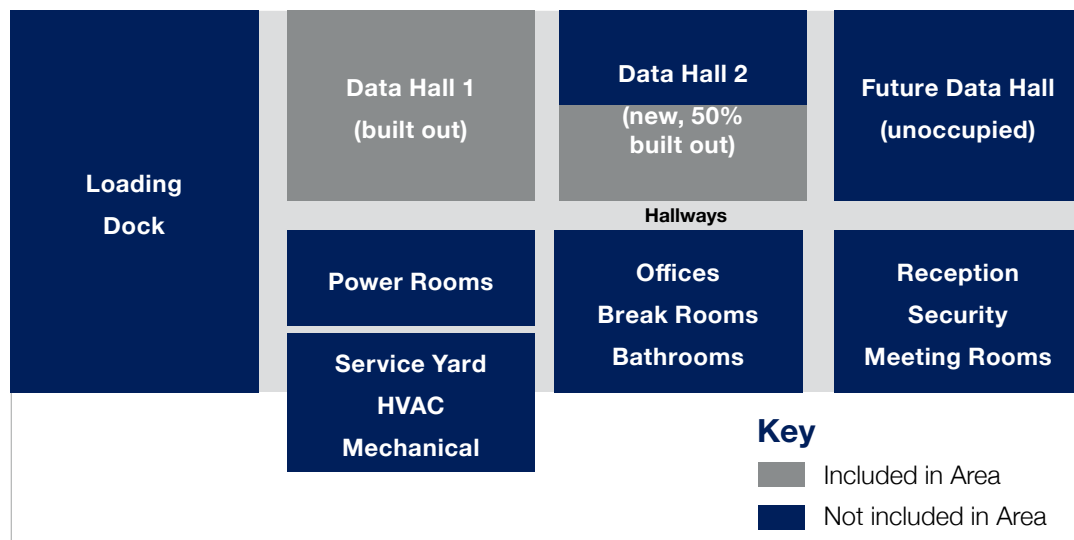 Loading
Dock
Data Hall 1
(built out)
Data Hall 2
(new, 50%
built out)
Future Data Hall
(unoccupied)
Hallways
Power Rooms
Service Yard
HVAC
Mechanical
Offices
Break Rooms
Bathrooms
Reception
Security
Meeting Rooms
Key
Included in Area
Not included in Area